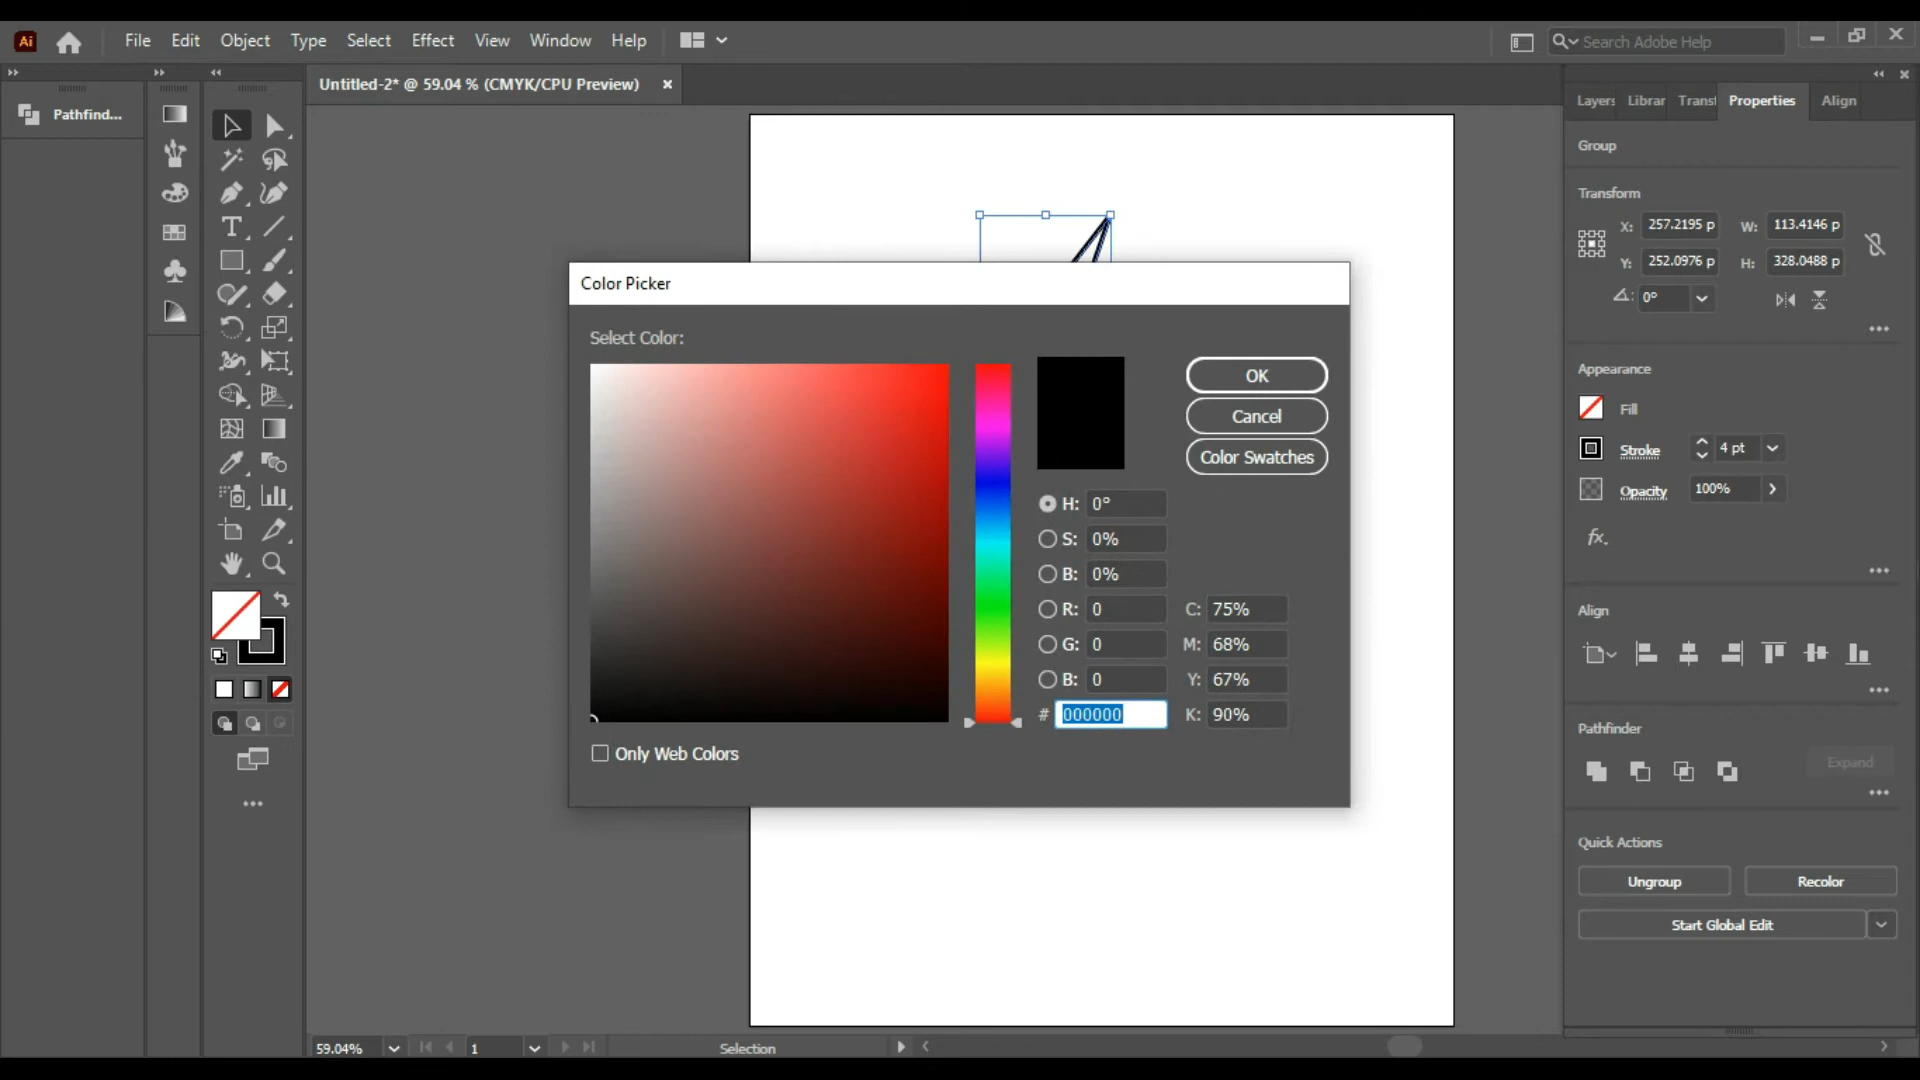 Ai File Edit Object Type Select Effect View Window Help Search Adobe Help
Untitled-2* @ 59.04 % (CMYK/CPU Preview)
Pathfind...
Layers Librar Transf Properties Align
Group
Transform
X: 257.2195 p W: 113.4146 p
Y: 252.0976 p H: 328.0488 p
0°
Appearance
Fill
Stroke 4 pt
Opacity 100%
fx.
Align
Pathfinder
Expand
Quick Actions
Ungroup Recolor
Start Global Edit
Color Picker
Select Color:
OK
Cancel
Color Swatches
H: 0°
S: 0%
B: 0%
R: 0 C: 75%
G: 0 M: 68%
B: 0 Y: 67%
# 000000 K: 90%
Only Web Colors
59.04% 1 Selection